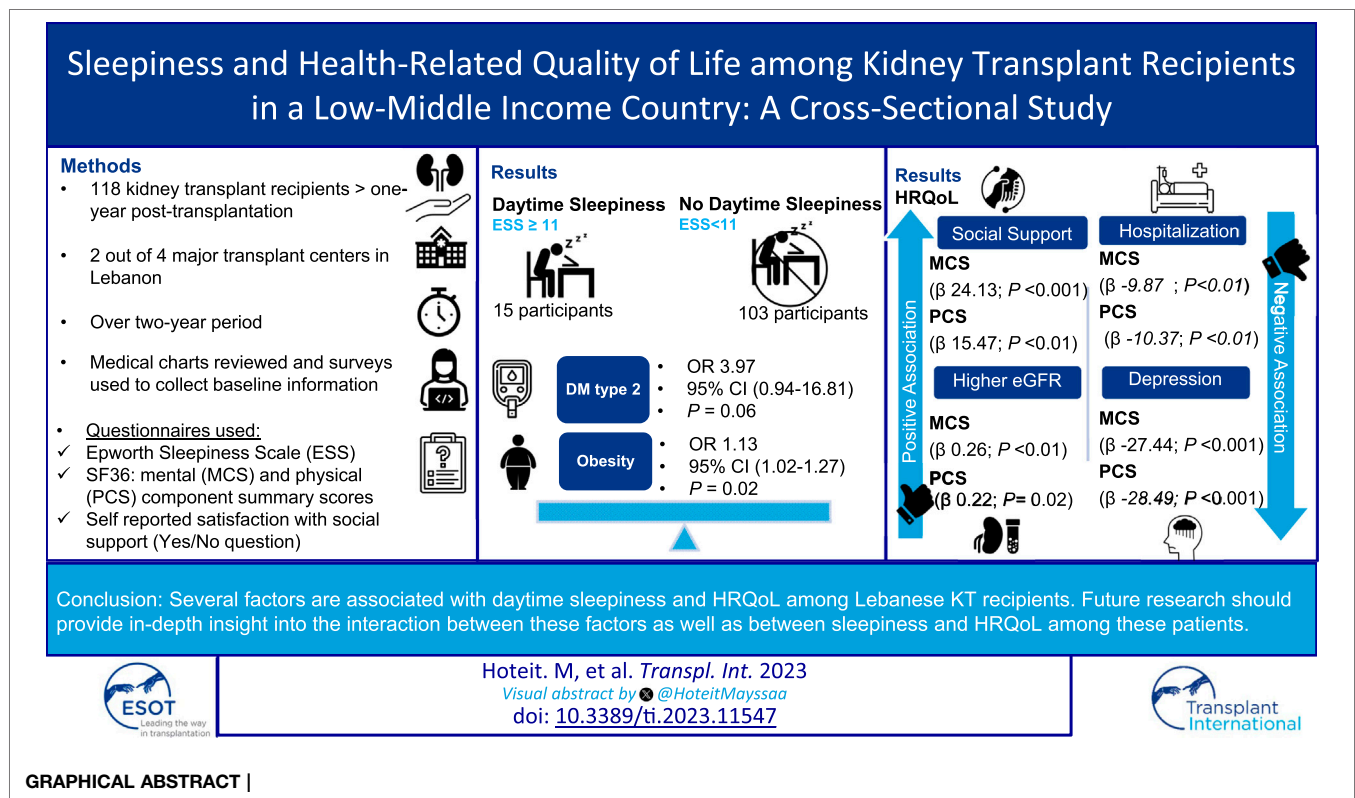 Sleepiness and Health-Related Quality of Life among Kidney Transplant Recipients
in a Low-Middle Income Country: A Cross-Sectional Study
Methods
• 118 kidney transplant recipients > one-
year post-transplantation
• 2 out of 4 major transplant centers in
Lebanon
• Over two-year period
• Medical charts reviewed and surveys
used to collect baseline information
• Questionnaires used:
✓ Epworth Sleepiness Scale (ESS)
✓ SF36: mental (MCS) and physical
(PCS) component summary scores
✓ Self reported satisfaction with social
support (Yes/No question)
Results
Daytime Sleepiness
ESS ≥ 11
z z z
15 participants
No Daytime Sleepiness
ESS<11
z z z
103 participants
DM type 2
• OR 3.97
• 95% CI (0.94-16.81)
• P = 0.06
Obesity
• OR 1.13
• 95% CI (1.02-1.27)
• P = 0.02
Results
HRQoL
Positive Association
Social Support
MCS
(β 24.13; P <0.001)
PCS
(β 15.47; P <0.01)
Higher eGFR
MCS
(β 0.26; P <0.01)
PCS
(β 0.22; P= 0.02)
Hospitalization
MCS
(β -9.87 ; P<0.01)
PCS
(β -10.37; P <0.01)
Depression
MCS
(β -27.44; P <0.001)
PCS
(β -28.49; P <0.001)
Negative Association
Conclusion: Several factors are associated with daytime sleepiness and HRQoL among Lebanese KT recipients. Future research should
provide in-depth insight into the interaction between these factors as well as between sleepiness and HRQoL among these patients.
ESOT
Leading the way
in transplantation
Hoteit. M, et al. Transpl. Int. 2023
Visual abstract by X @HoteitMayssaa
doi: 10.3389/ti.2023.11547
Transplant
International
GRAPHICAL ABSTRACT |